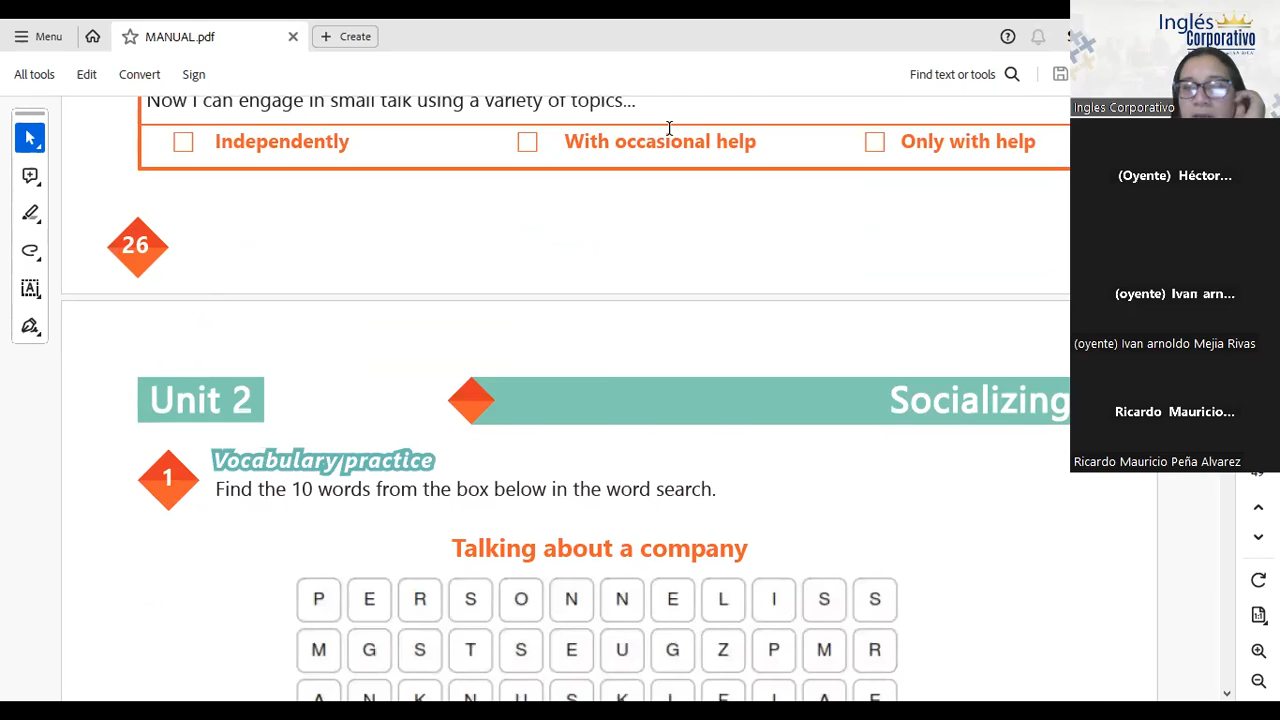 Menu
MANUAL.pdf
Create
All tools
Edit
Convert
Sign
Find text or tools
Now I can engage in small talk using a variety of topics...
Independently
With occasional help
Only with help
26
Unit 2
Socializing
1
Vocabulary practice
Find the 10 words from the box below in the word search.
Talking about a company
P E R S O N N E L I S S
M G S T S E U G Z P M R
A N K N U S K L E I A E
Inglés
Corporativo
Ingles Corporativo
(Oyente) Héctor...
(oyente) Ivan arn...
(oyente) Ivan arnoldo Mejia Rivas
Ricardo Mauricio...
Ricardo Mauricio Peña Alvarez